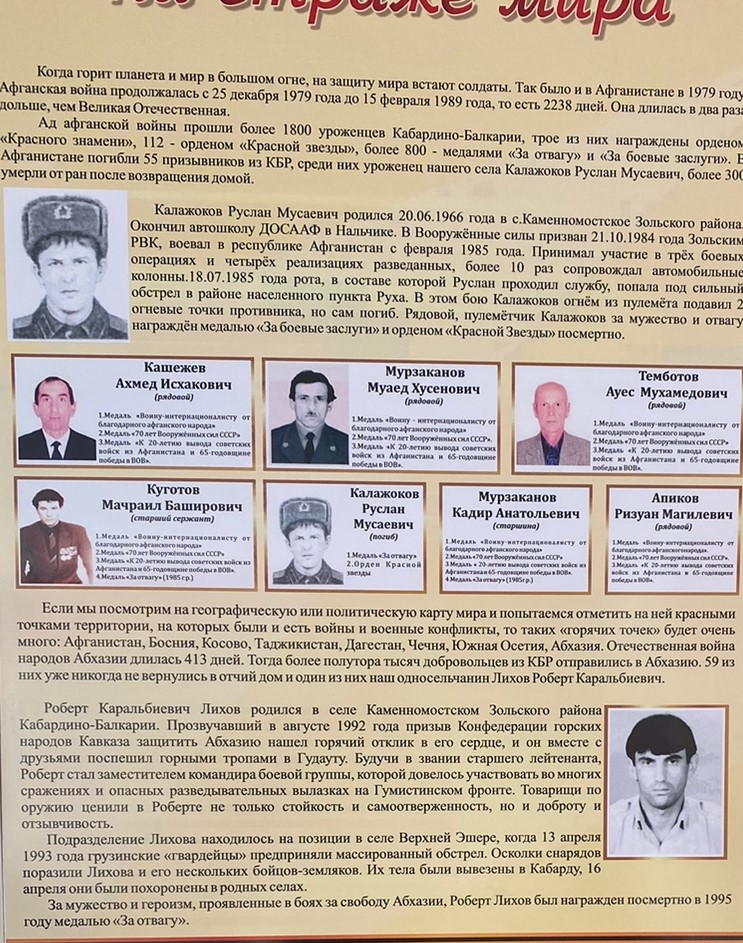 на страже мира
Когда горит планета и мир в большом огне, на защиту мира встают солдаты. Так было и в Афганистане в 1979 году
Афганская война продолжалась с 25 декабря 1979 года до 15 февраля 1989 года, то есть 2238 дней. Она длилась в два раза
дольше, чем Великая Отечественная.
Ад афганской войны прошли более 1800 уроженцев Кабардино-Балкарии, трое из них награждены орденом
«Красного знамени», 112 - орденом «Красной звезды», более 800 - медалями «За отвагу» и «За боевые заслуги». В
Афганистане погибли 55 призывников из КБР, среди них уроженец нашего села Калажоков Руслан Мусаевич, более 300
умерли от ран после возвращения домой.
Калажоков Руслан Мусаевич родился 20.06.1966 года в с.Каменномостское Зольского района.
Окончил автошколу ДОСААФ в Нальчике. В Вооружённые силы призван 21.10.1984 года Зольским
РВК, воевал в республике Афганистан с февраля 1985 года. Принимал участие в трёх боевых
операциях и четырёх реализациях разведанных, более 10 раз сопровождал автомобильные
колонны.18.07.1985 года рота, в составе которой Руслан проходил службу, попала под сильный
обстрел в районе населенного пункта Руха. В этом бою Калажоков огнём из пулемёта подавил 2
огневые точки противника, но сам погиб. Рядовой, пулемётчик Калажоков за мужество и отвагу
награждён медалью «За боевые заслуги» и орденом «Красной Звезды» посмертно.
Кашежев
Ахмед Исхакович
(рядовой)
1.Медаль «Воину-интернационалисту от
благодарного афганского народа»
2.Медаль «70 лет Вооружённых сил СССР»
3.Медаль «К 20-летию вывода советских
войск из Афганистана и 65-годовщине
победы в ВОВ».
Мурзаканов
Муаед Хусенович
(рядовой)
1.Медаль «Воину - интернационалисту от
благодарного афганского народа»
2.Медаль «70 лет Вооружённых сил СССР».
3.Медаль «К 20-летию вывода советских
войск из Афганистана и 65-годовщине
победы в ВОВ».
Темботов
Ауес Мухамедович
(рядовой)
1.Медаль «Воину-интернационалисту от
благодарного афганского народа»
2.Медаль «70 лет Вооружённых сил СССР»
3.Медаль «К 20-летию вывода советских
войск из Афганистана и 65-годовщине
победы в ВОВ».
Куготов
Мачраил Баширович
(старший сержант)
1.Медаль «Воину-интернационалисту от
благодарного афганского народа»
2.Медаль «70 лет Вооружённых сил СССР»
3.Медаль «К 20-летию вывода советских войск из
Афганистана и 65-годовщине победы в ВОВ».
4.Медаль «За отвагу» (1985 г.р.)
Калажоков
Руслан
Мусаевич
(погиб)
1.Медаль «За отвагу»
2.Орден Красной
звезды
Мурзаканов
Кадир Анатольевич
(старшина)
1.Медаль «Воину-интернационалисту от
благодарного афганского народа»
2.Медаль «70 лет Вооружённых сил СССР»
3.Медаль « 20-летию вывода советских войск из
Афганистана и 65-годовщине победы в ВОВ».
4.Медаль «За отвагу» (1985г.р.)
Апиков
Ризуан Магилевич
(рядовой)
1.Медаль «Воину-интернационалисту от
благодарного афганскогонарода»
2.Медаль «70 лет Вооружённых сил СССР»
3.Медаль «К 20-летию вывода советских войск из
Афганистана и 65-годовщине
победы в ВОВ».
Если мы посмотрим на географическую или политическую карту мира и попытаемся отметить на ней красными
точками территории, на которых были и есть войны и военные конфликты, то таких «горячих точек» будет очень
много: Афганистан, Босния, Косово, Таджикистан, Дагестан, Чечня, Южная Осетия, Абхазия. Отечественная война
народов Абхазии длилась 413 дней. Тогда более полутора тысяч добровольцев из КБР отправились в Абхазию. 59 из
них уже никогда не вернулись в отчий дом и один из них наш односельчанин Лихов Роберт Каральбиевич.
Роберт Каральбиевич Лихов родился в селе Каменномостском Зольского района
Кабардино-Балкарии. Прозвучавший в августе 1992 года призыв Конфедерации горских
народов Кавказа защитить Абхазию нашел горячий отклик в его сердце, и он вместе с
друзьями поспешил горными тропами в Гудауту. Будучи в звании старшего лейтенанта,
Роберт стал заместителем командира боевой группы, которой довелось участвовать во многих
сражениях и опасных разведывательных вылазках на Гумистинском фронте. Товарищи по
оружию ценили в Роберте не только стойкость и самоотверженность, но и доброту и
отзывчивость.
Подразделение Лихова находилось на позиции в селе Верхней Эшере, когда 13 апреля
1993 года грузинские «гвардейцы» предприняли массированный обстрел. Осколки снарядов
поразили Лихова и его нескольких бойцов-земляков. Их тела были вывезены в Кабарду, 16
апреля они были похоронены в родных селах.
За мужество и героизм, проявленные в боях за свободу Абхазии, Роберт Лихов был награжден посмертно в 1995
году медалью «За отвагу».